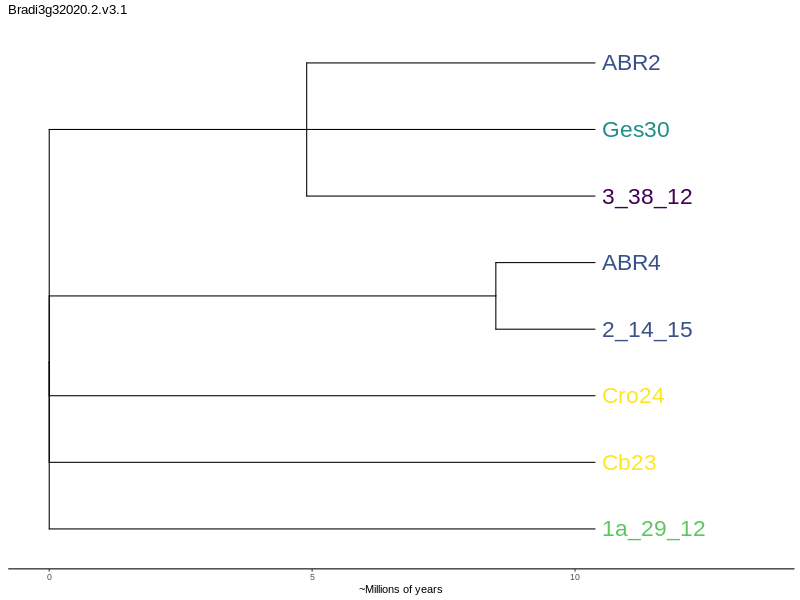 Bradi3g32020.2.v3.1
ABR2
Ges30
3_38_12
ABR4
2_14_15
Cro24
Cb23
1a_29_12
0 5 10
~Millions of years